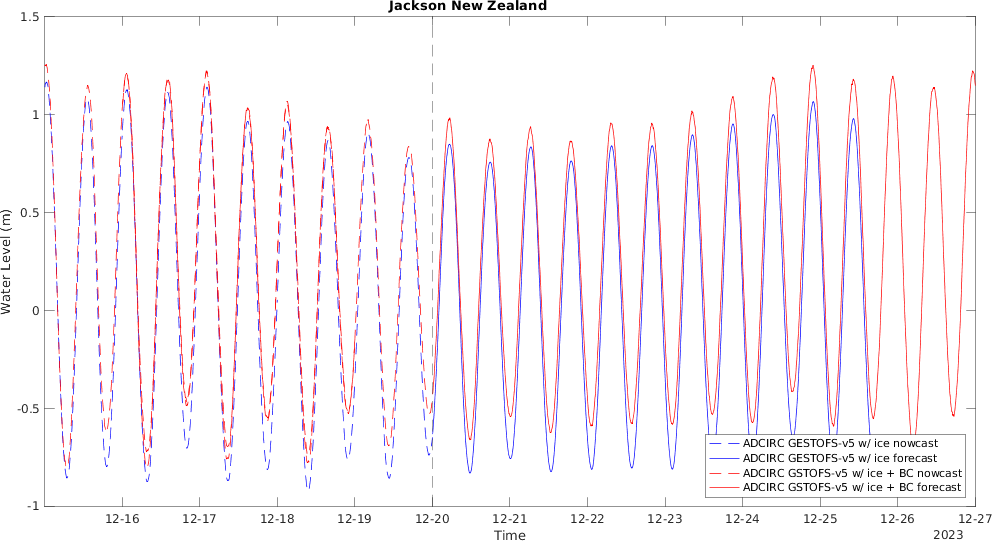 Jackson New Zealand
1.5
1
0.5
0
-0.5
-1
Water Level (m)
ADCIRC GESTOFS-v5 w/ ice nowcast
ADCIRC GESTOFS-v5 w/ ice forecast
ADCIRC GSTOFS-v5 w/ ice + BC nowcast
ADCIRC GSTOFS-v5 w/ ice + BC forecast
12-16 12-17 12-18 12-19 12-20 12-21 12-22 12-23 12-24 12-25 12-26 12-27
Time
2023